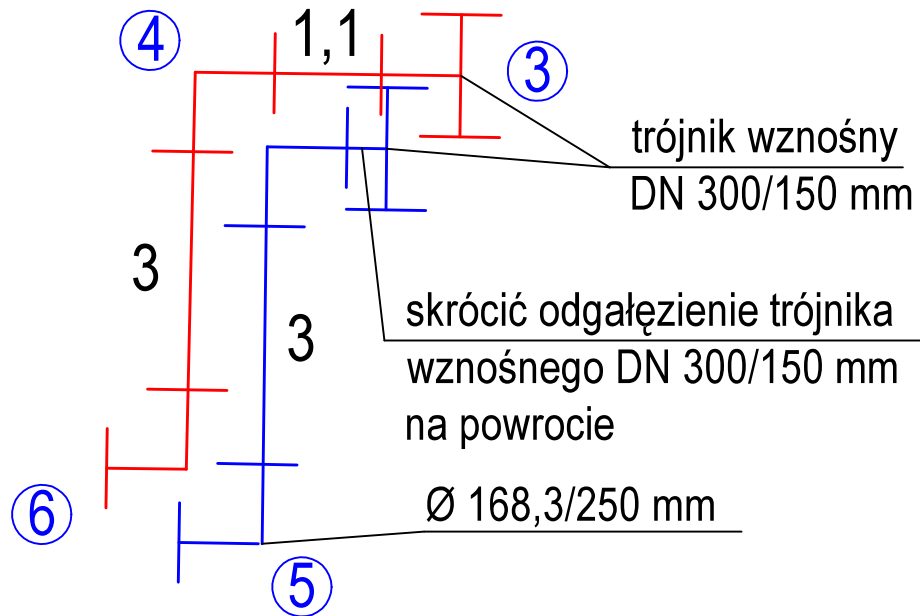 4
1,1
3
trójnik wznośny
DN 300/150 mm
3
3
skrócić odgałęzienie trójnika
wznośnego DN 300/150 mm
na powrocie
6
Ø 168,3/250 mm
5